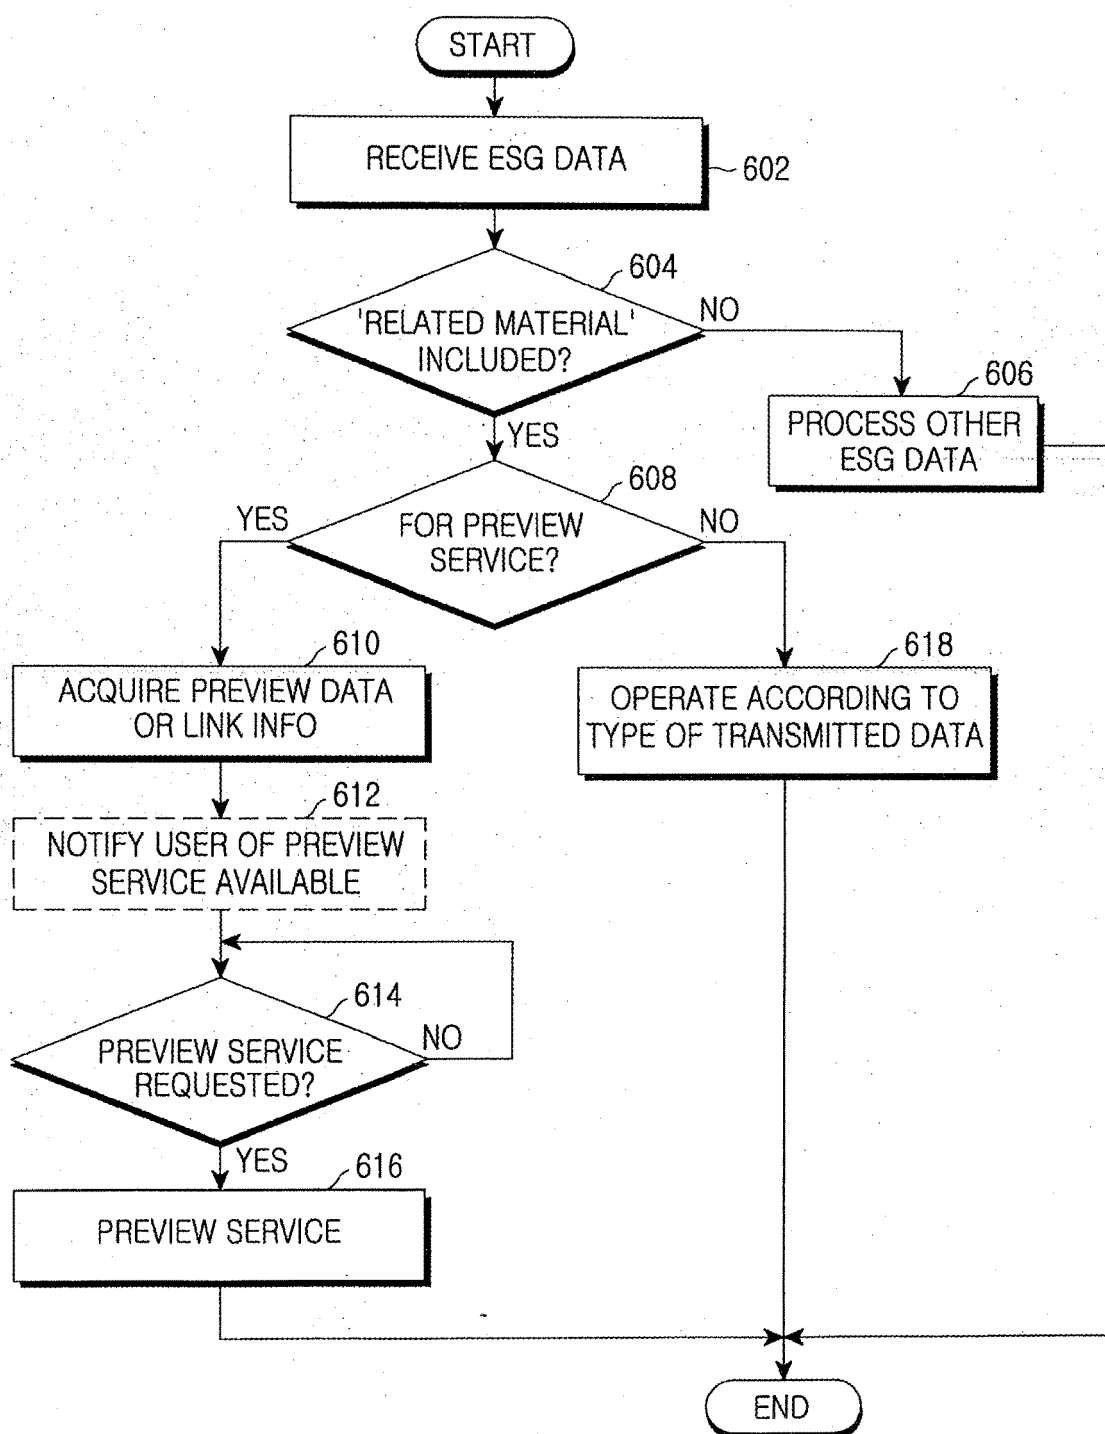 START
RECEIVE ESG DATA
602
604
'RELATED MATERIAL'
INCLUDED?
NO
606
PROCESS OTHER
ESG DATA
YES
608
FOR PREVIEW
SERVICE?
YES
NO
610
ACQUIRE PREVIEW DATA
OR LINK INFO
618
OPERATE ACCORDING TO
TYPE OF TRANSMITTED DATA
612
NOTIFY USER OF PREVIEW
SERVICE AVAILABLE
614
PREVIEW SERVICE
REQUESTED?
NO
YES
616
PREVIEW SERVICE
END